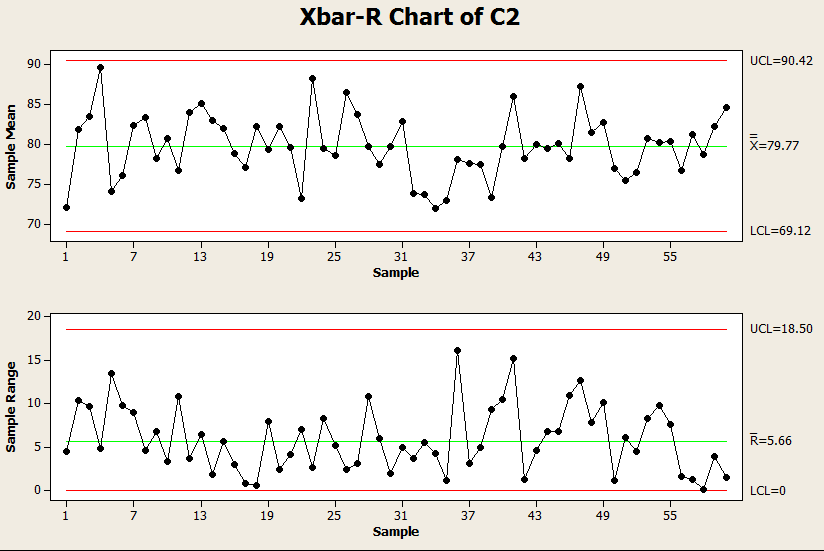 Xbar-R Chart of C2
Sample Mean
90
85
80
75
70
UCL=90.42
X̿=79.77
LCL=69.12
1 7 13 19 25 31 37 43 49 55
Sample
Sample Range
20
15
10
5
0
UCL=18.50
R̅=5.66
LCL=0
1 7 13 19 25 31 37 43 49 55
Sample